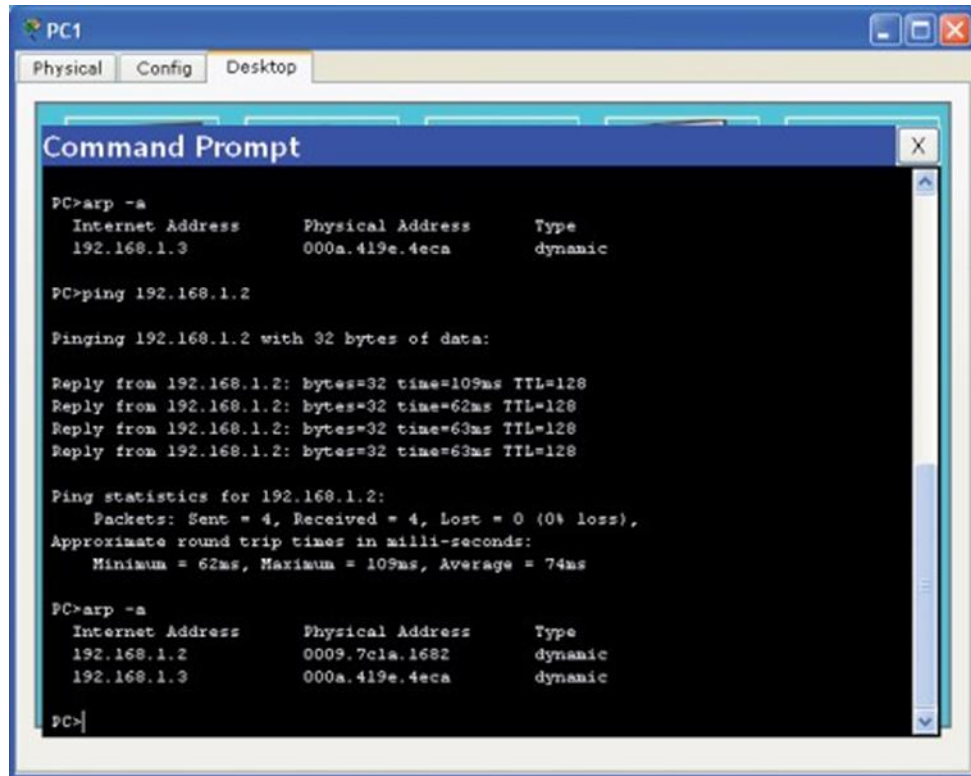 PC1
Physical Config Desktop
Command Prompt
X
PC>arp -a
Internet Address Physical Address Type
192.168.1.3 000a.419e.4eca dynamic
PC>ping 192.168.1.2
Pinging 192.168.1.2 with 32 bytes of data:
Reply from 192.168.1.2: bytes=32 time=109ms TTL=128
Reply from 192.168.1.2: bytes=32 time=62ms TTL=128
Reply from 192.168.1.2: bytes=32 time=63ms TTL=128
Reply from 192.168.1.2: bytes=32 time=63ms TTL=128
Ping statistics for 192.168.1.2:
Packets: Sent = 4, Received = 4, Lost = 0 (0% loss),
Approximate round trip times in milli-seconds:
Minimum = 62ms, Maximum = 109ms, Average = 74ms
PC>arp -a
Internet Address Physical Address Type
192.168.1.2 0009.7c1a.1682 dynamic
192.168.1.3 000a.419e.4eca dynamic
PC>